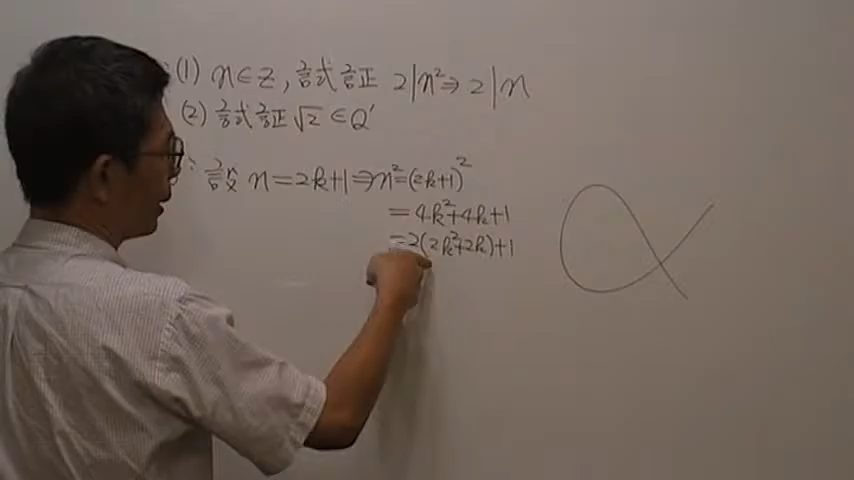 (1) n∈Z, 試試証 2|n²⇒2|n
(2) 試証√2∈Q'
: 設 n=2k+1⇒n²=(2k+1)²
=4k²+4k+1
=2(2k²+2k)+1
α